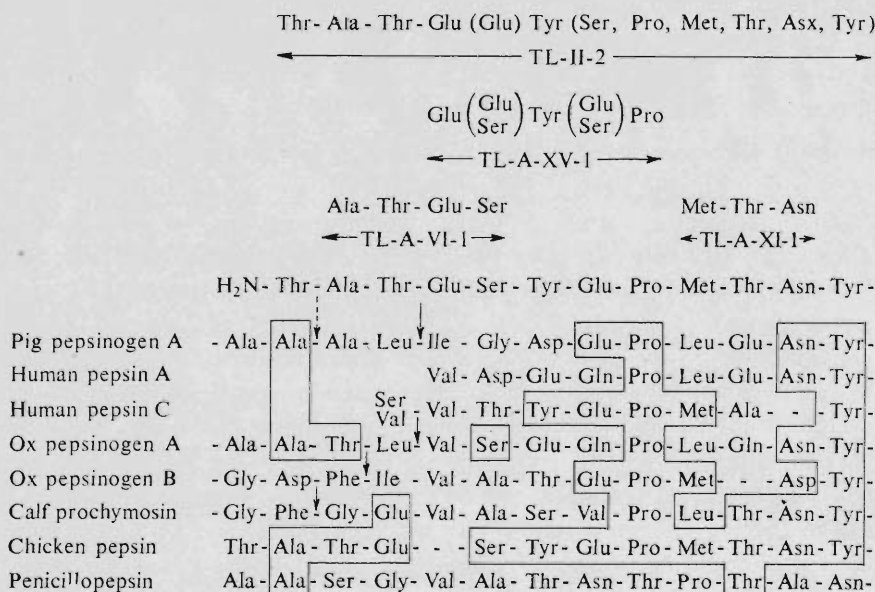 Thr- Ala - Thr- Glu (Glu) Tyr (Ser, Pro, Met, Thr, Asx, Tyr)
TL-II-2
Glu (Glu Ser) Tyr (Glu Ser) Pro
TL-A-XV-1
Ala - Thr - Glu - Ser Met - Thr - Asn
TL-A-VI-1 TL-A-XI-1
H₂N- Thr - Ala - Thr - Glu - Ser - Tyr - Glu - Pro - Met - Thr - Asn - Tyr -
Pig pepsinogen A - Ala - Ala - Ala - Leu - Ile - Gly - Asp - Glu - Pro - Leu - Glu - Asn - Tyr -
Human pepsin A Val - Asp - Glu - Gln - Pro - Leu - Glu - Asn - Tyr -
Human pepsin C Ser Val - Val - Thr - Tyr - Glu - Pro - Met - Ala - - Tyr -
Ox pepsinogen A - Ala - Ala - Thr - Leu - Val - Ser - Glu - Gln - Pro - Leu - Gln - Asn - Tyr -
Ox pepsinogen B - Gly - Asp - Phe - Ile - Val - Ala - Thr - Glu - Pro - Met - - - Asp - Tyr -
Calf prochymosin - Gly - Phe - Gly - Glu - Val - Ala - Ser - Val - Pro - Leu - Thr - Asn - Tyr -
Chicken pepsin Thr - Ala - Thr - Glu - - - Ser - Tyr - Glu - Pro - Met - Thr - Asn - Tyr -
Penicillopepsin Ala - Ala - Ser - Gly - Val - Ala - Thr - Asn - Thr - Pro - Thr - Ala - Asn -